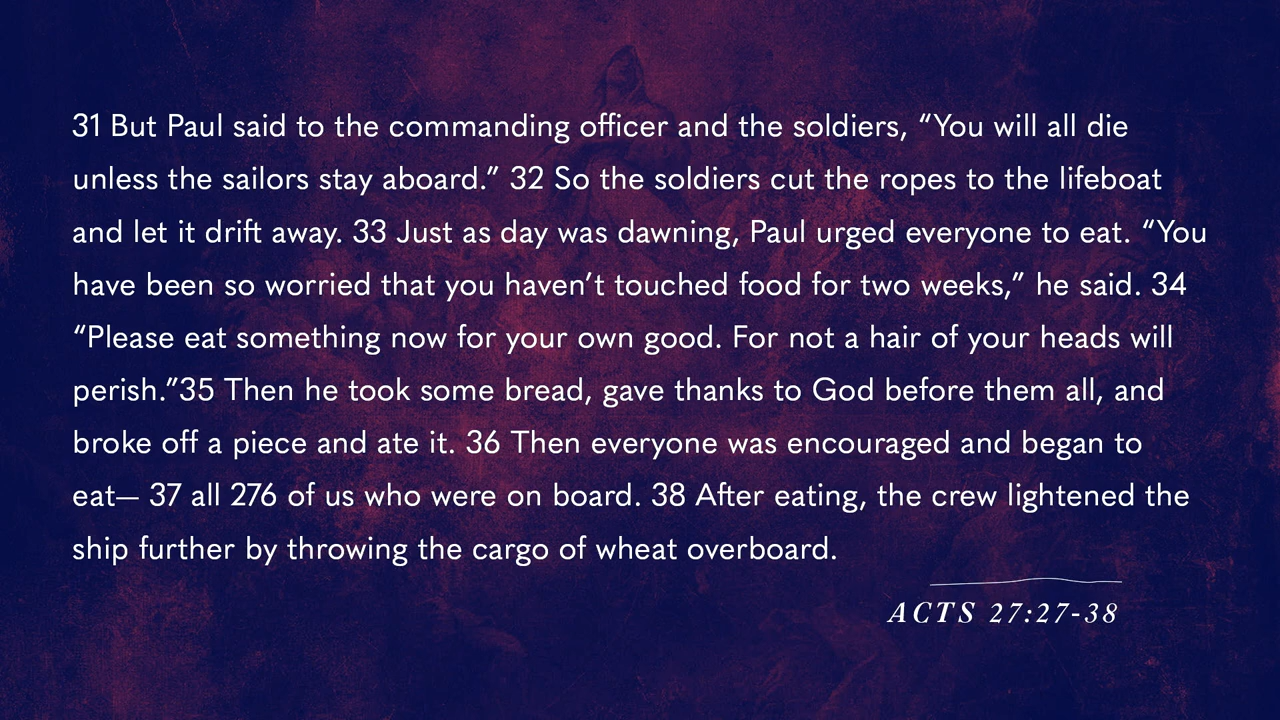 31 But Paul said to the commanding officer and the soldiers, “You will all die
unless the sailors stay aboard.” 32 So the soldiers cut the ropes to the lifeboat
and let it drift away. 33 Just as day was dawning, Paul urged everyone to eat. “You
have been so worried that you haven’t touched food for two weeks,” he said. 34
“Please eat something now for your own good. For not a hair of your heads will
perish.”35 Then he took some bread, gave thanks to God before them all, and
broke off a piece and ate it. 36 Then everyone was encouraged and began to
eat— 37 all 276 of us who were on board. 38 After eating, the crew lightened the
ship further by throwing the cargo of wheat overboard.
ACTS 27:27-38